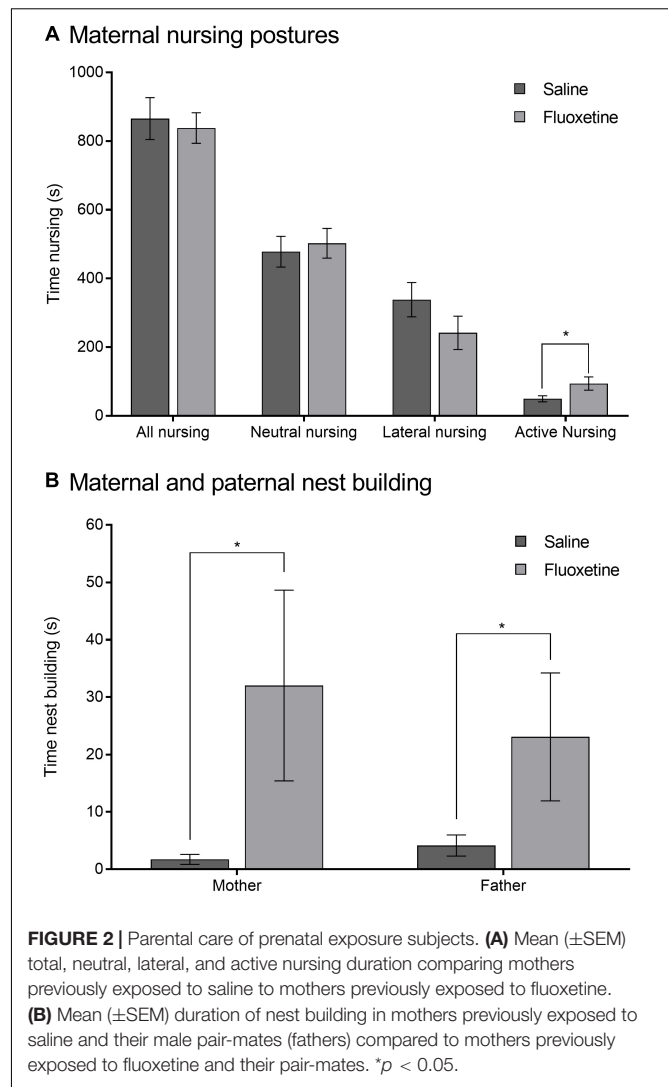 A Maternal nursing postures
1000
800
600
400
200
0
Time nursing (s)
Saline
Fluoxetine
*
All nursing
Neutral nursing
Lateral nursing
Active Nursing
B Maternal and paternal nest building
60
50
40
30
20
10
0
Time nest building (s)
Saline
Fluoxetine
*
*
Mother
Father
FIGURE 2 | Parental care of prenatal exposure subjects. (A) Mean (±SEM)
total, neutral, lateral, and active nursing duration comparing mothers
previously exposed to saline to mothers previously exposed to fluoxetine.
(B) Mean (±SEM) duration of nest building in mothers previously exposed to
saline and their male pair-mates (fathers) compared to mothers previously
exposed to fluoxetine and their pair-mates. *p < 0.05.